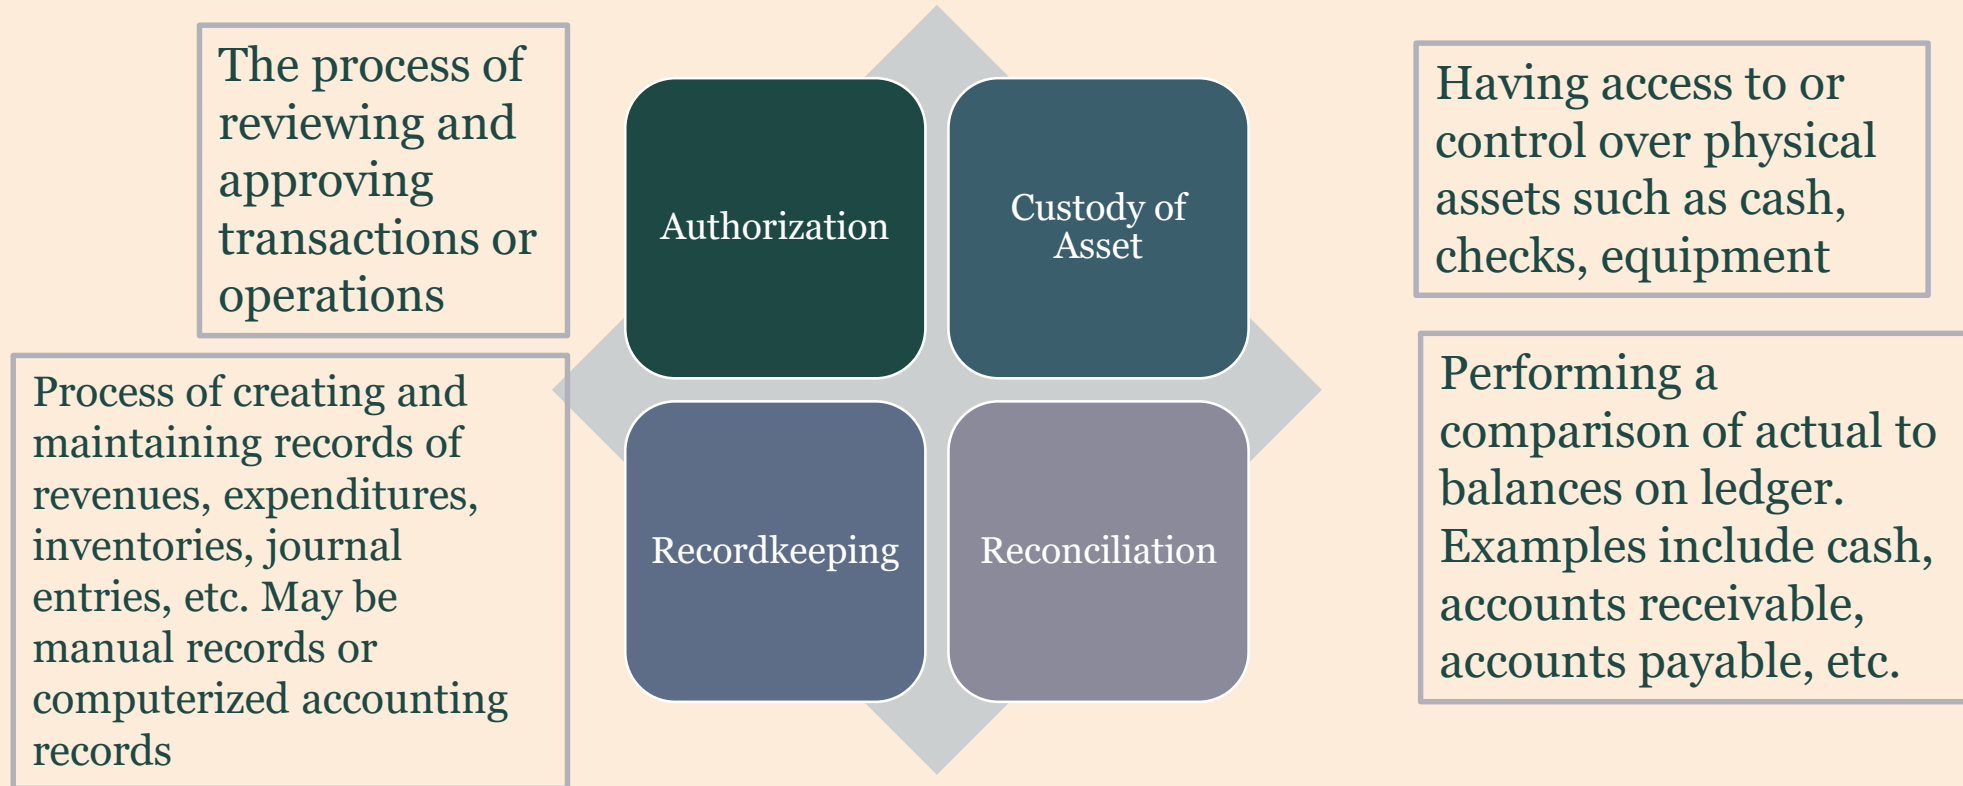 The process of
reviewing and
approving
transactions or
operations
Authorization
Custody of
Asset
Having access to or
control over physical
assets such as cash,
checks, equipment
Process of creating and
maintaining records of
revenues, expenditures,
inventories, journal
entries, etc. May be
manual records or
computerized accounting
records
Recordkeeping
Reconciliation
Performing a
comparison of actual to
balances on ledger.
Examples include cash,
accounts receivable,
accounts payable, etc.